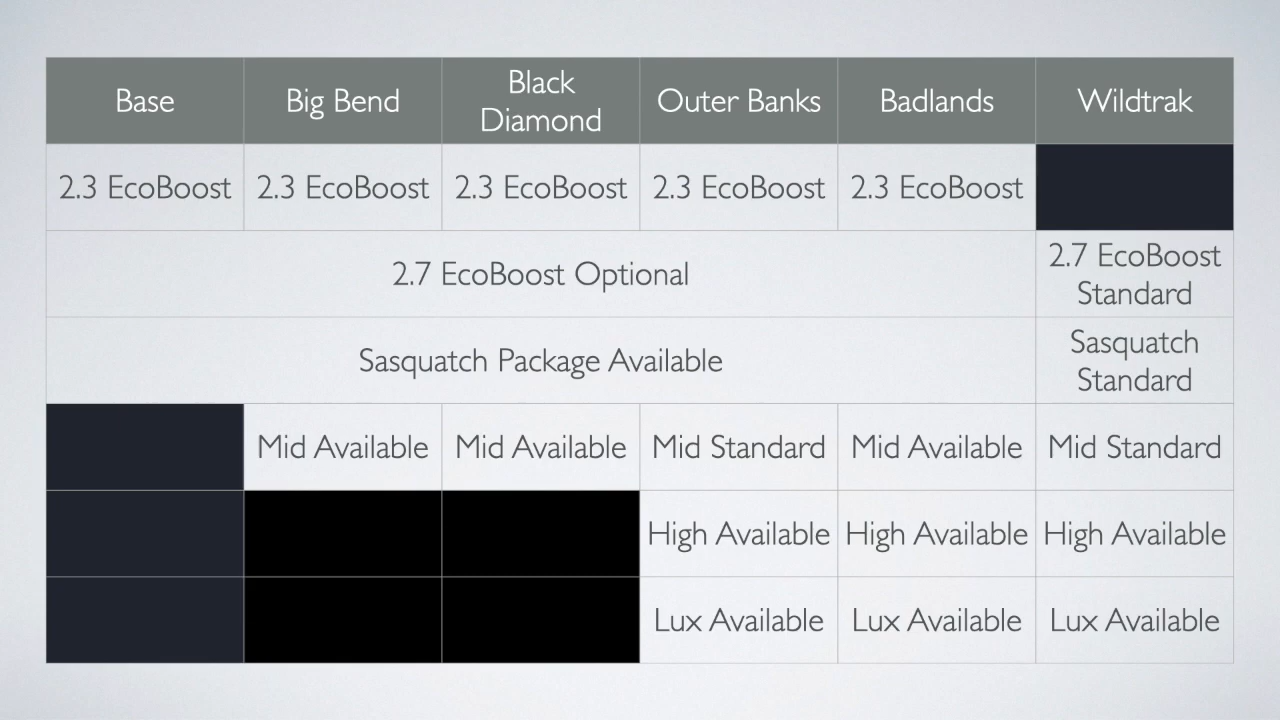 Base
Big Bend
Black
Diamond
Outer Banks
Badlands
Wildtrak
2.3 EcoBoost
2.3 EcoBoost
2.3 EcoBoost
2.3 EcoBoost
2.3 EcoBoost
2.7 EcoBoost Optional
2.7 EcoBoost
Standard
Sasquatch Package Available
Sasquatch
Standard
Mid Available
Mid Available
Mid Standard
Mid Available
Mid Standard
High Available
High Available
High Available
Lux Available
Lux Available
Lux Available